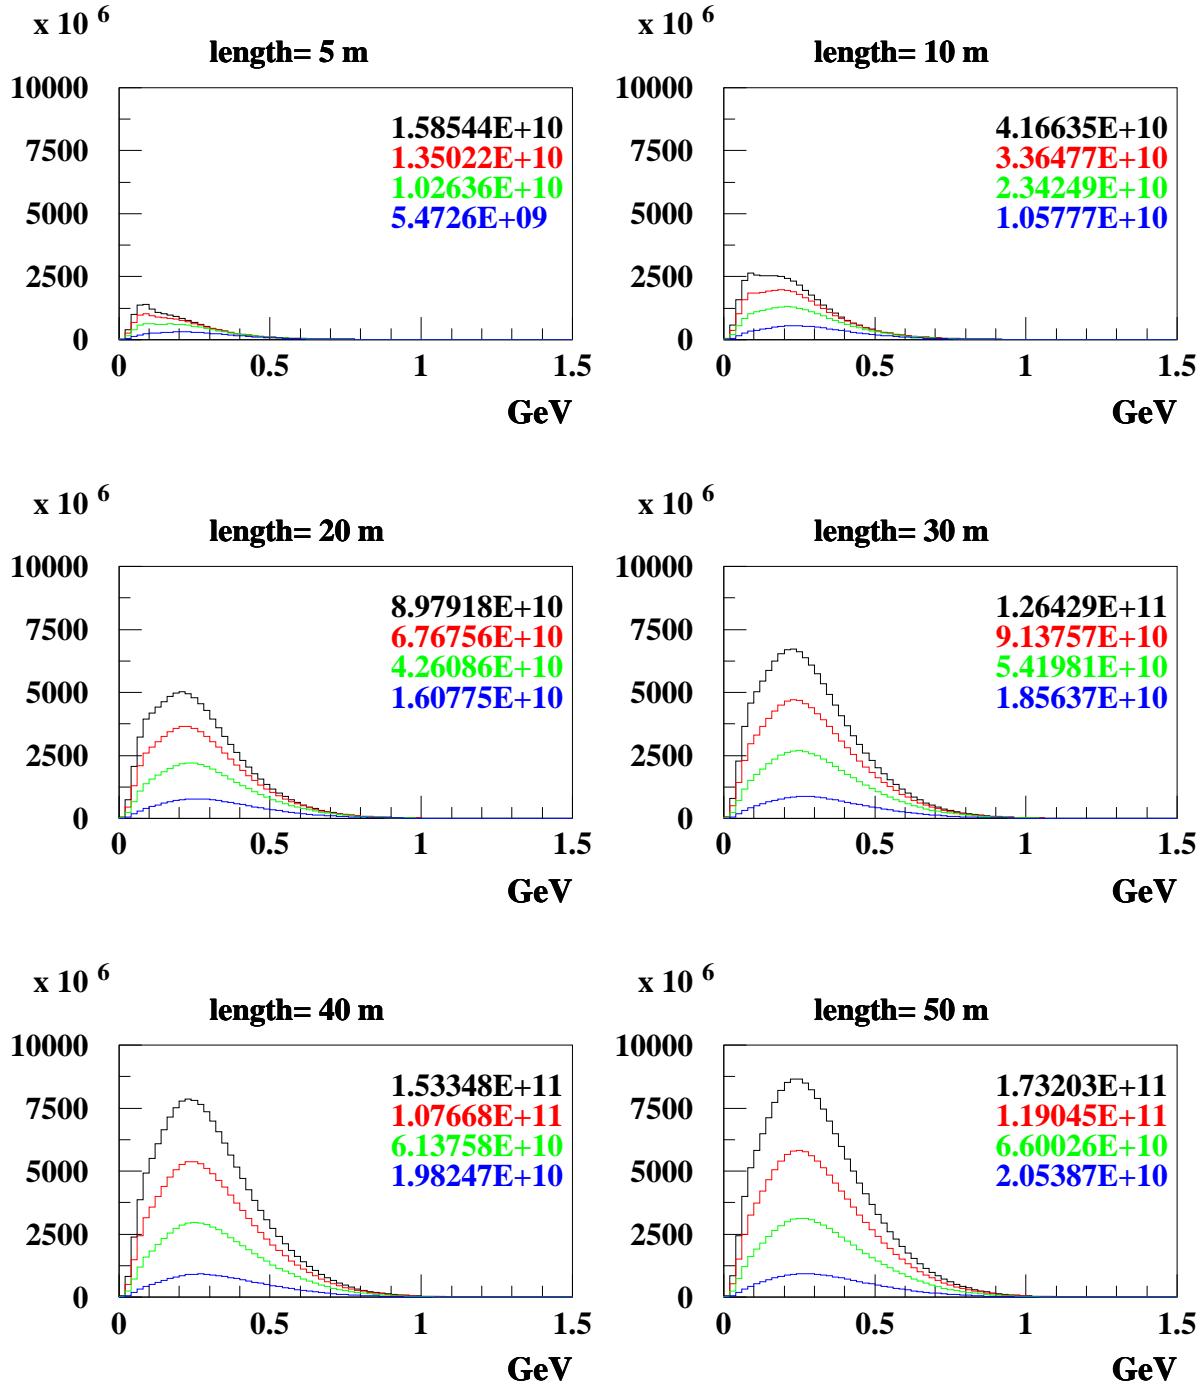 x 10 6
length= 5 m
10000
7500
5000
2500
0
1.58544E+10
1.35022E+10
1.02636E+10
5.4726E+09
0 0.5 1 1.5
GeV
x 10 6
length= 10 m
10000
7500
5000
2500
0
4.16635E+10
3.36477E+10
2.34249E+10
1.05777E+10
0 0.5 1 1.5
GeV
x 10 6
length= 20 m
10000
7500
5000
2500
0
8.97918E+10
6.76756E+10
4.26086E+10
1.60775E+10
0 0.5 1 1.5
GeV
x 10 6
length= 30 m
10000
7500
5000
2500
0
1.26429E+11
9.13757E+10
5.41981E+10
1.85637E+10
0 0.5 1 1.5
GeV
x 10 6
length= 40 m
10000
7500
5000
2500
0
1.53348E+11
1.07668E+11
6.13758E+10
1.98247E+10
0 0.5 1 1.5
GeV
x 10 6
length= 50 m
10000
7500
5000
2500
0
1.73203E+11
1.19045E+11
6.60026E+10
2.05387E+10
0 0.5 1 1.5
GeV